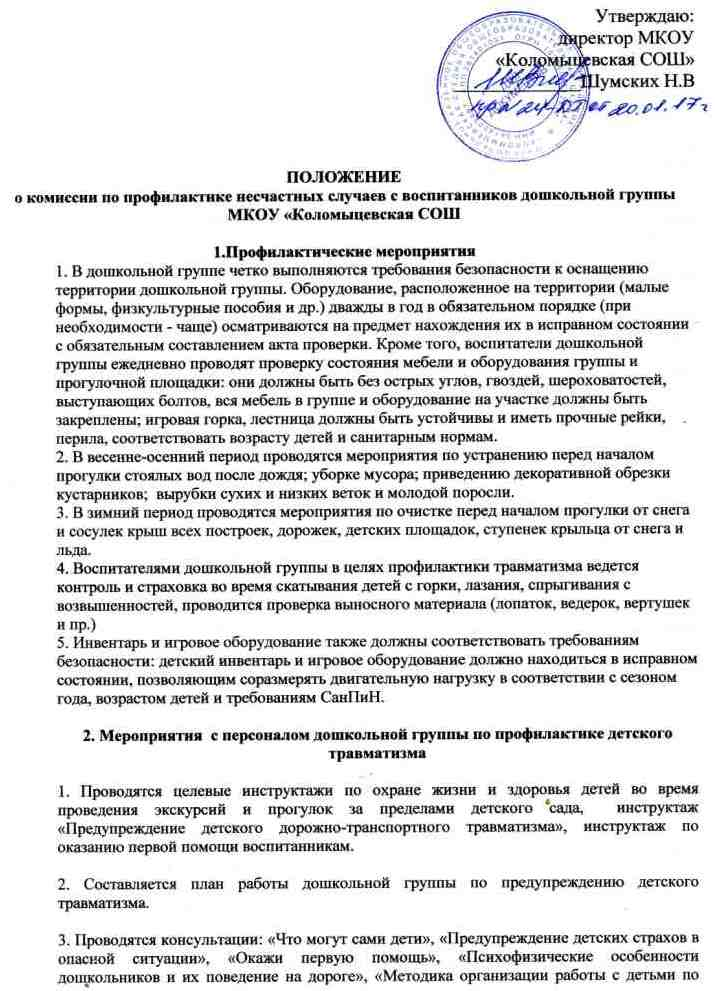 Утверждаю:
директор МКОУ
«Коломыцевская СОШ»
Шумских Н.В
20.01.17г
ПОЛОЖЕНИЕ
о комиссии по профилактике несчастных случаев с воспитанников дошкольной группы
МКОУ «Коломыцевская СОШ
1.Профилактические мероприятия
1. В дошкольной группе четко выполняются требования безопасности к оснащению
территории дошкольной группы. Оборудование, расположенное на территории (малые
формы, физкультурные пособия и др.) дважды в год в обязательном порядке (при
необходимости - чаще) осматриваются на предмет нахождения их в исправном состоянии
с обязательным составлением акта проверки. Кроме того, воспитатели дошкольной
группы ежедневно проводят проверку состояния мебели и оборудования группы и
прогулочной площадки: они должны быть без острых углов, гвоздей, шероховатостей,
выступающих болтов, вся мебель в группе и оборудование на участке должны быть
закреплены; игровая горка, лестница должны быть устойчивы и иметь прочные рейки,
перила, соответствовать возрасту детей и санитарным нормам.
2. В весенне-осенний период проводятся мероприятия по устранению перед началом
прогулки стоялых вод после дождя; уборке мусора; приведению декоративной обрезки
кустарников; вырубки сухих и низких веток и молодой поросли.
3. В зимний период проводятся мероприятия по очистке перед началом прогулки от снега
и сосулек крыш всех построек, дорожек, детских площадок, ступенек крыльца от снега и
льда.
4. Воспитателями дошкольной группы в целях профилактики травматизма ведется
контроль и страховка во время скатывания детей с горки, лазания, спрыгивания с
возвышенностей, проводится проверка выносного материала (лопаток, ведерок, вертушек
и пр.)
5. Инвентарь и игровое оборудование также должны соответствовать требованиям
безопасности: детский инвентарь и игровое оборудование должно находиться в исправном
состоянии, позволяющим соразмерять двигательную нагрузку в соответствии с сезоном
года, возрастом детей и требованиям СанПиН.
2. Мероприятия с персоналом дошкольной группы по профилактике детского
травматизма
1. Проводятся целевые инструктажи по охране жизни и здоровья детей во время
проведения экскурсий и прогулок за пределами детского сада, инструктаж
«Предупреждение детского дорожно-транспортного травматизма», инструктаж по
оказанию первой помощи воспитанникам.
2. Составляется план работы дошкольной группы по предупреждению детского
травматизма.
3. Проводятся консультации: «Что могут сами дети», «Предупреждение детских страхов в
опасной ситуации», «Окажи первую помощь», «Психофизические особенности
дошкольников и их поведение на дороге», «Методика организации работы с детьми по